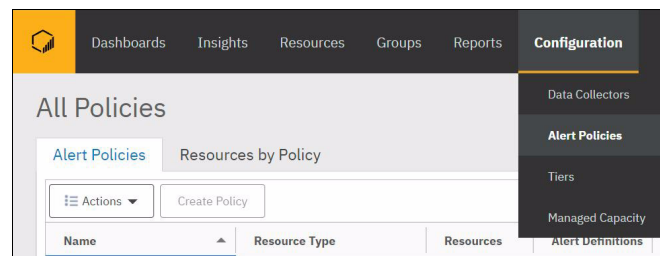 Dashboards Insights Resources Groups Reports Configuration
Data Collectors
Alert Policies
Tiers
Managed Capacity
All Policies
Alert Policies Resources by Policy
Actions Create Policy
Name Resource Type Resources Alert Definitions